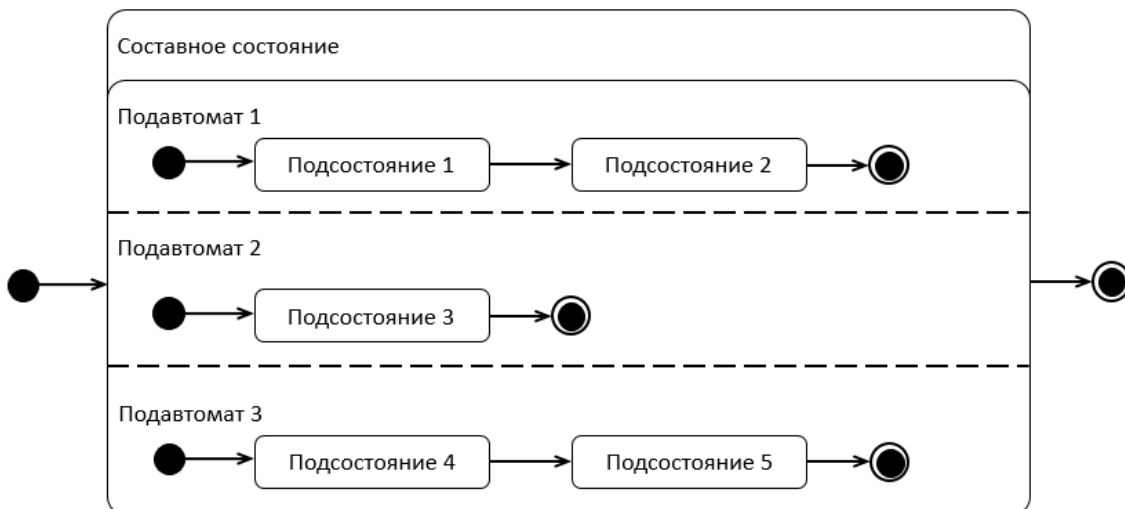 Составное состояние
Подавтомат 1
Подсостояние 1
Подсостояние 2
Подавтомат 2
Подсостояние 3
Подавтомат 3
Подсостояние 4
Подсостояние 5